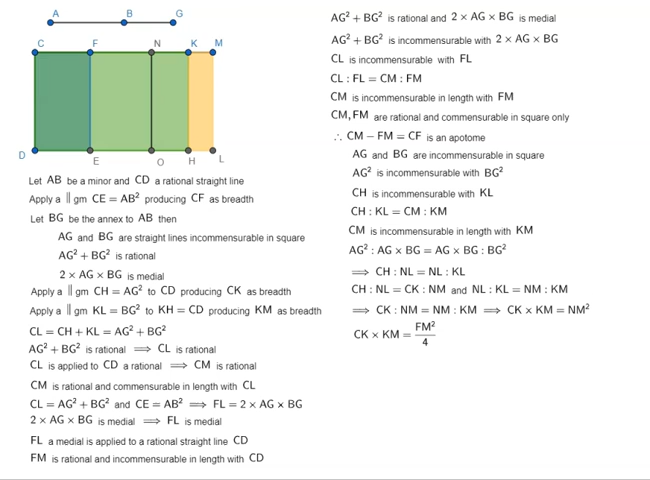 A B G
C F N K M
D E O H L
Let AB be a minor and CD a rational straight line
Apply a ∥ gm CE = AB² producing CF as breadth
Let BG be the annex to AB then
AG and BG are straight lines incommensurable in square
AG² + BG² is rational
2 × AG × BG is medial
Apply a ∥ gm CH = AG² to CD producing CK as breadth
Apply a ∥ gm KL = BG² to KH = CD producing KM as breadth
CL = CH + KL = AG² + BG²
AG² + BG² is rational ⟹ CL is rational
CL is applied to CD a rational ⟹ CM is rational
CM is rational and commensurable in length with CL
CL = AG² + BG² and CE = AB² ⟹ FL = 2 × AG × BG
2 × AG × BG is medial ⟹ FL is medial
FL a medial is applied to a rational straight line CD
FM is rational and incommensurable in length with CD
AG² + BG² is rational and 2 × AG × BG is medial
AG² + BG² is incommensurable with 2 × AG × BG
CL is incommensurable with FL
CL : FL = CM : FM
CM is incommensurable in length with FM
CM, FM are rational and commensurable in square only
∴ CM − FM = CF is an apotome
AG and BG are incommensurable in square
AG² is incommensurable with BG²
CH is incommensurable with KL
CH : KL = CM : KM
CM is incommensurable in length with KM
AG² : AG × BG = AG × BG : BG²
⟹ CH : NL = NL : KL
CH : NL = CK : NM and NL : KL = NM : KM
⟹ CK : NM = NM : KM ⟹ CK × KM = NM²
CK × KM = FM²/4